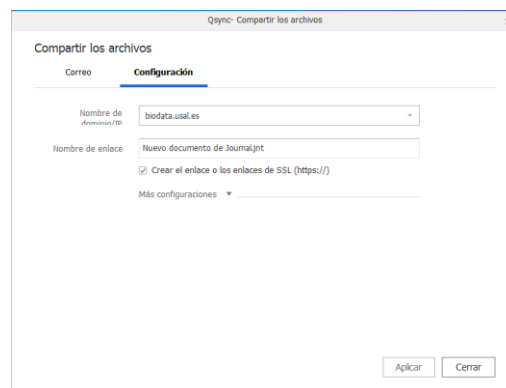 Qsync- Compartir los archivos
Compartir los archivos
Correo
Configuración
Nombre de
dominio/IP
biodata.usal.es
Nombre de enlace
Nuevo documento de Journal.jnt
Crear el enlace o los enlaces de SSL (https://)
Más configuraciones
Aplicar
Cerrar